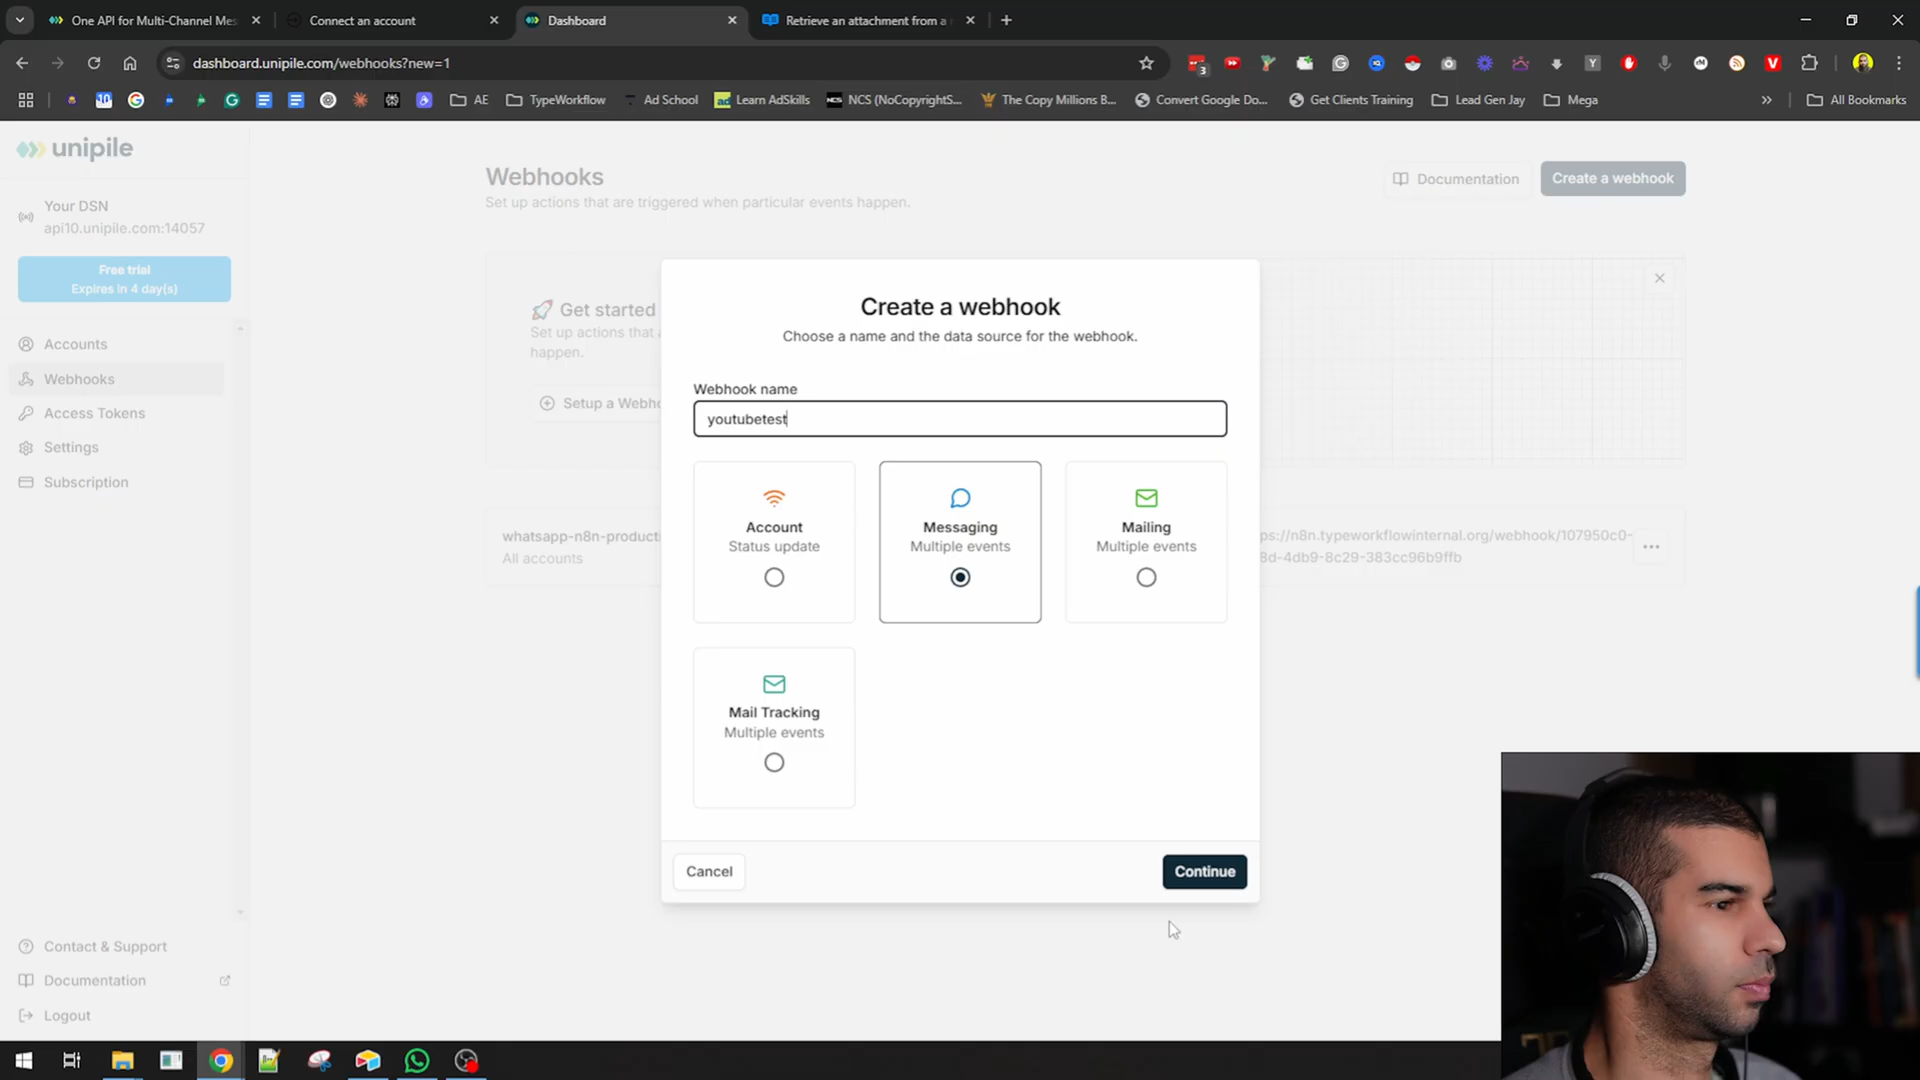 One API for Multi-Channel Mes
Connect an account
Dashboard
Retrieve an attachment from a
dashboard.unipile.com/webhooks?new=1
3
AE
TypeWorkflow
Ad School
Learn AdSkills
NCS (NoCopyrightS...
The Copy Millions B...
Convert Google Do...
Get Clients Training
Lead Gen Jay
Mega
All Bookmarks
unipile
Your DSN
api10.unipile.com:14057
Free trial
Expires in 4 day(s)
Accounts
Webhooks
Access Tokens
Settings
Subscription
Contact & Support
Documentation
Logout
Webhooks
Set up actions that are triggered when particular events happen.
Documentation
Create a webhook
Get started
Set up actions that
happen.
Setup a Webho
whatsapp-n8n-product
All accounts
ps://n8n.typeworkflowinternal.org/webhook/107950c0-
8d-4db9-8c29-383cc96b9ffb
Create a webhook
Choose a name and the data source for the webhook.
Webhook name
youtubetest
Account
Status update
Messaging
Multiple events
Mailing
Multiple events
Mail Tracking
Multiple events
Cancel
Continue